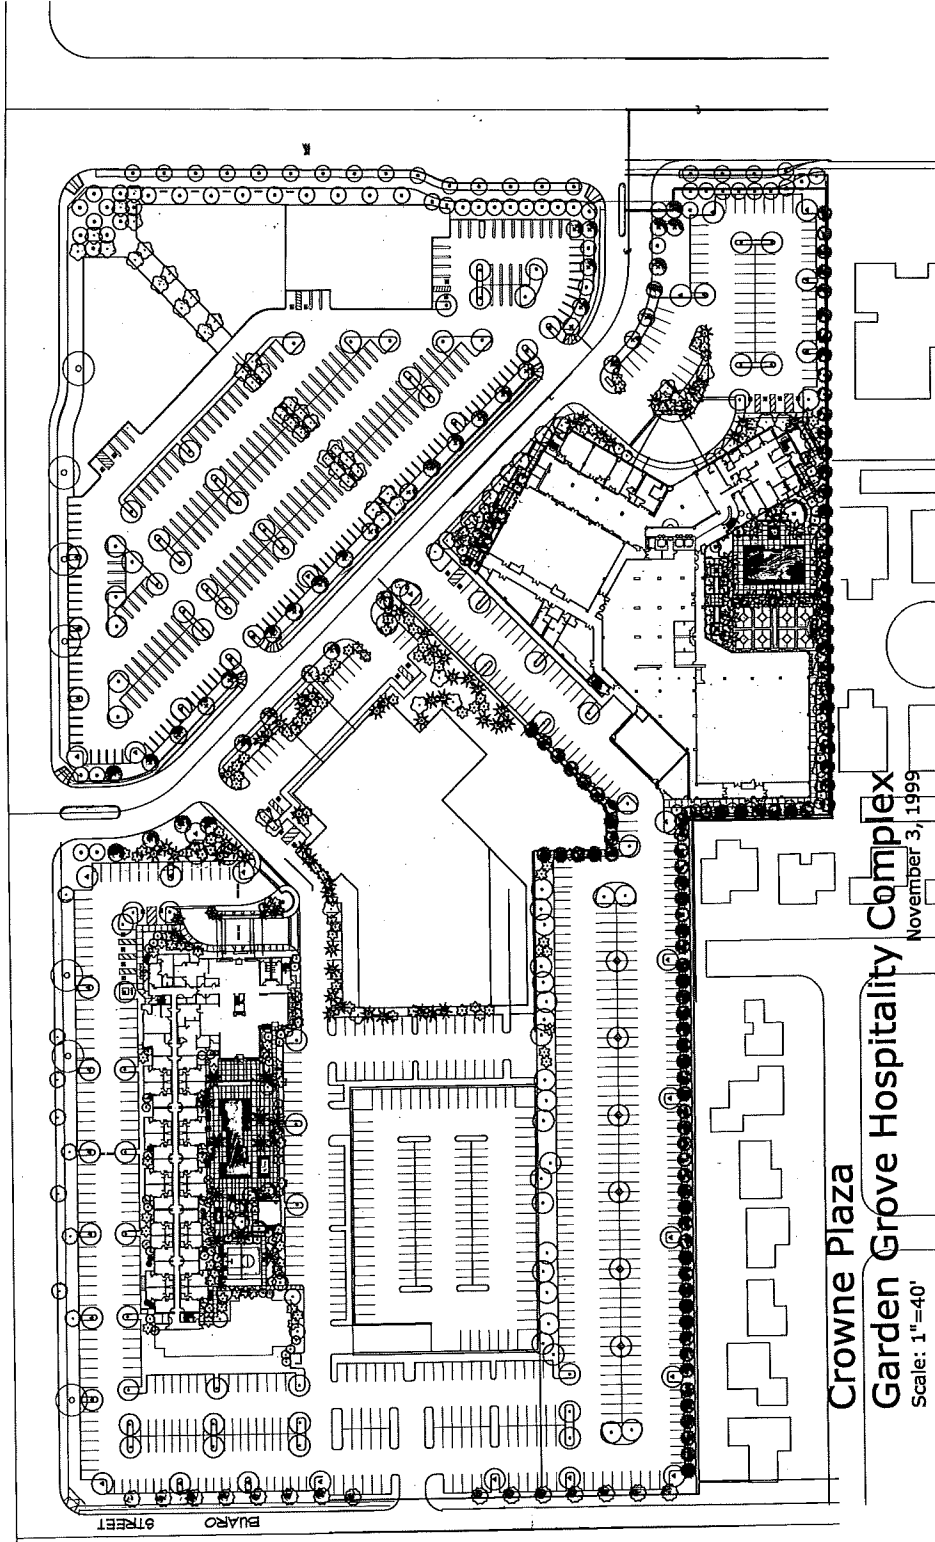 Crowne Plaza
Garden Grove Hospitality Complex
Scale: 1"=40'
November 3, 1999
BUARO
STREET